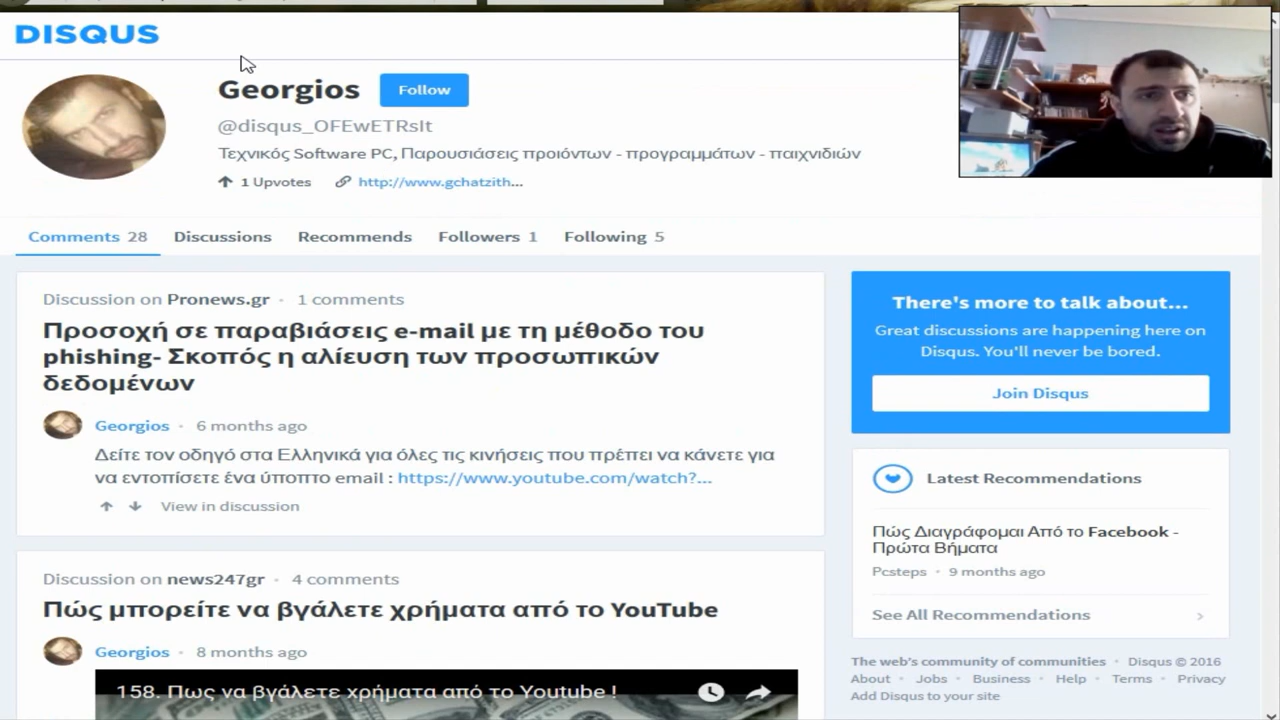 DISQUS
Georgios
Follow
@disqus_OFEwETRsIt
Τεχνικός Software PC, Παρουσιάσεις προιόντων - προγραμμάτων - παιχνιδιών
1 Upvotes
http://www.gchatzith...
Comments 28
Discussions
Recommends
Followers 1
Following 5
Discussion on Pronews.gr · 1 comments
Προσοχή σε παραβιάσεις e-mail με τη μέθοδο του
phishing- Σκοπός η αλίευση των προσωπικών
δεδομένων
Georgios · 6 months ago
Δείτε τον οδηγό στα Ελληνικά για όλες τις κινήσεις που πρέπει να κάνετε για
να εντοπίσετε ένα ύποπτο email : https://www.youtube.com/watch?...
View in discussion
Discussion on news247gr · 4 comments
Πώς μπορείτε να βγάλετε χρήματα από το YouTube
Georgios · 8 months ago
158. Πως να βγάλετε χρήματα από το Youtube !
There's more to talk about...
Great discussions are happening here on
Disqus. You'll never be bored.
Join Disqus
Latest Recommendations
Πώς Διαγράφομαι Από το Facebook -
Πρώτα Βήματα
Pcsteps · 9 months ago
See All Recommendations
The web's community of communities · Disqus © 2016
About · Jobs · Business · Help · Terms · Privacy
Add Disqus to your site